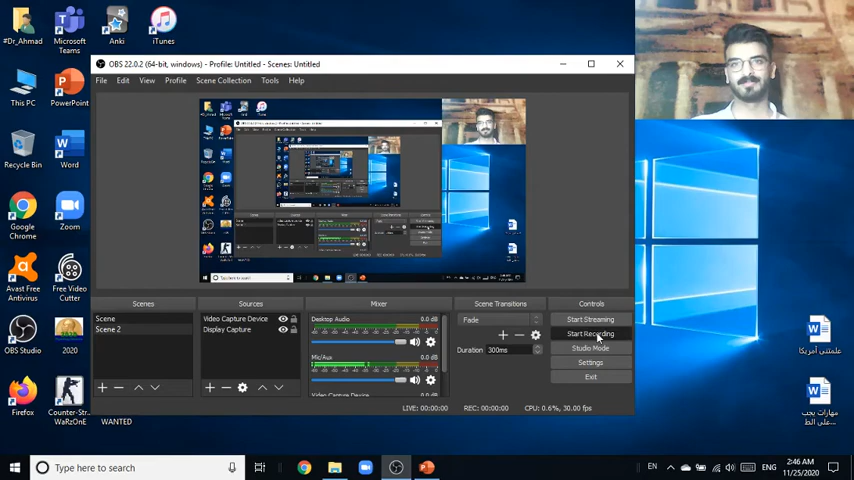 #Dr_Ahmad
Microsoft
Teams
Anki
iTunes
This PC
PowerPoint
Recycle Bin
Word
Google
Chrome
Zoom
Avast Free
Antivirus
Free Video
Cutter
OBS Studio
2020
Firefox
Counter-Str...
WaRzOnE
WANTED
OBS 22.0.2 (64-bit, windows) - Profile: Untitled - Scenes: Untitled
File Edit View Profile Scene Collection Tools Help
Scenes
Scene
Scene 2
Sources
Video Capture Device
Display Capture
Mixer
Desktop Audio 0.0 dB
Mic/Aux 0.0 dB
Video Capture Device
Scene Transitions
Fade
Duration 300ms
Controls
Start Streaming
Start Recording
Studio Mode
Settings
Exit
LIVE: 00:00:00 REC: 00:00:00 CPU: 0.6%, 30.00 fps
علمتني أمريكا
مهارات يجب
على الط...
Type here to search
EN
ENG
2:46 AM
11/25/2020